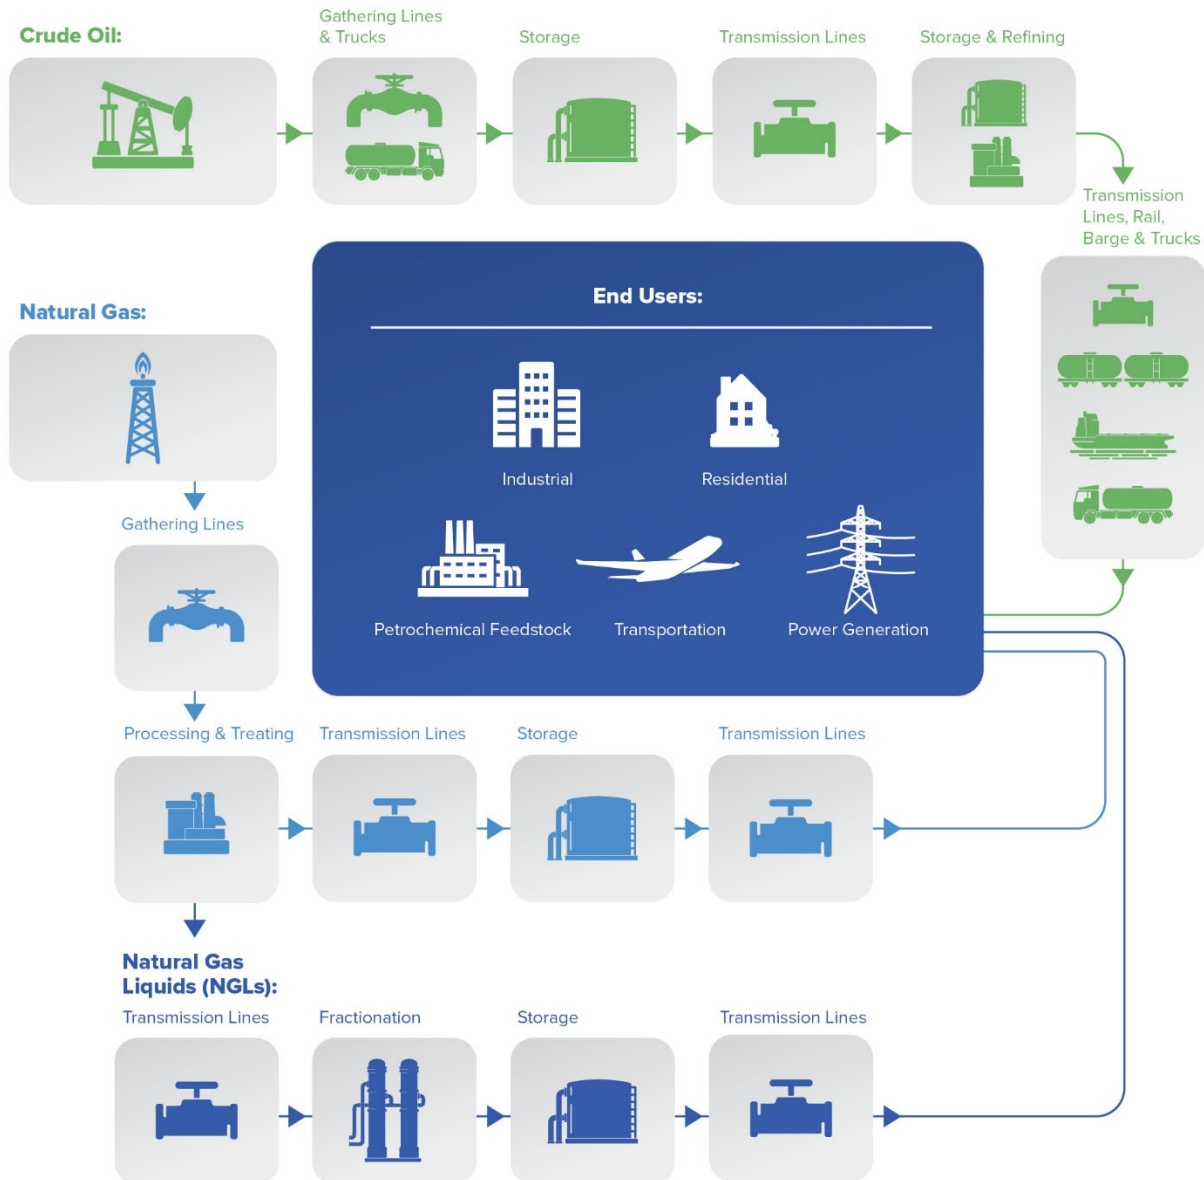 Crude Oil:
Gathering Lines
& Trucks
Storage
Transmission Lines
Storage & Refining
Transmission
Lines, Rail,
Barge & Trucks
End Users:
Industrial
Residential
Petrochemical Feedstock
Transportation
Power Generation
Natural Gas:
Gathering Lines
Processing & Treating
Transmission Lines
Storage
Transmission Lines
Natural Gas
Liquids (NGLs):
Transmission Lines
Fractionation
Storage
Transmission Lines